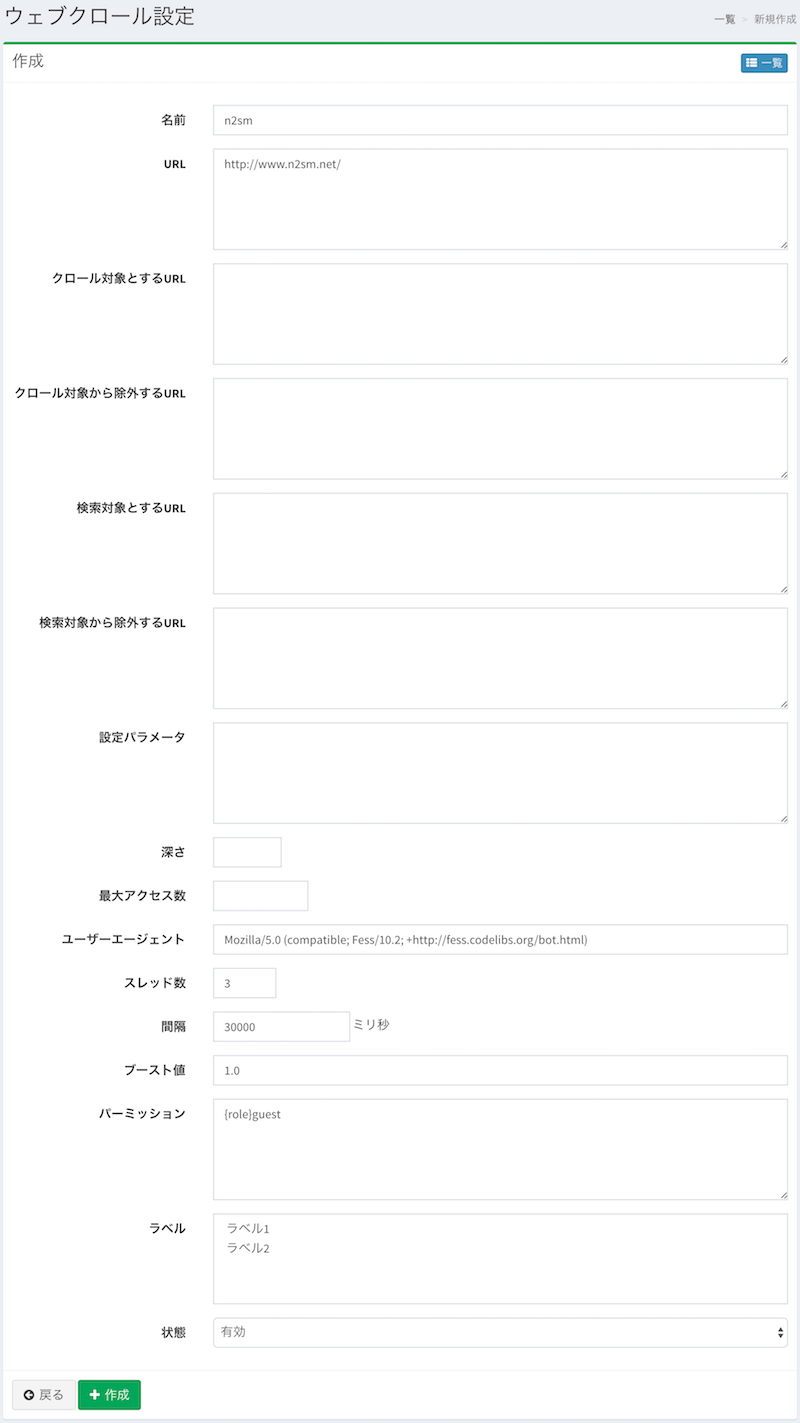 ウェブクロール設定
一覧 > 新規作成
作成
一覧
名前
n2sm
URL
http://www.n2sm.net/
クロール対象とするURL
クロール対象から除外するURL
検索対象とするURL
検索対象から除外するURL
設定パラメータ
深さ
最大アクセス数
ユーザーエージェント
Mozilla/5.0 (compatible; Fess/10.2; +http://fess.codelibs.org/bot.html)
スレッド数
3
間隔
30000 ミリ秒
ブースト値
1.0
パーミッション
{role}guest
ラベル
ラベル1
ラベル2
状態
有効
戻る
作成